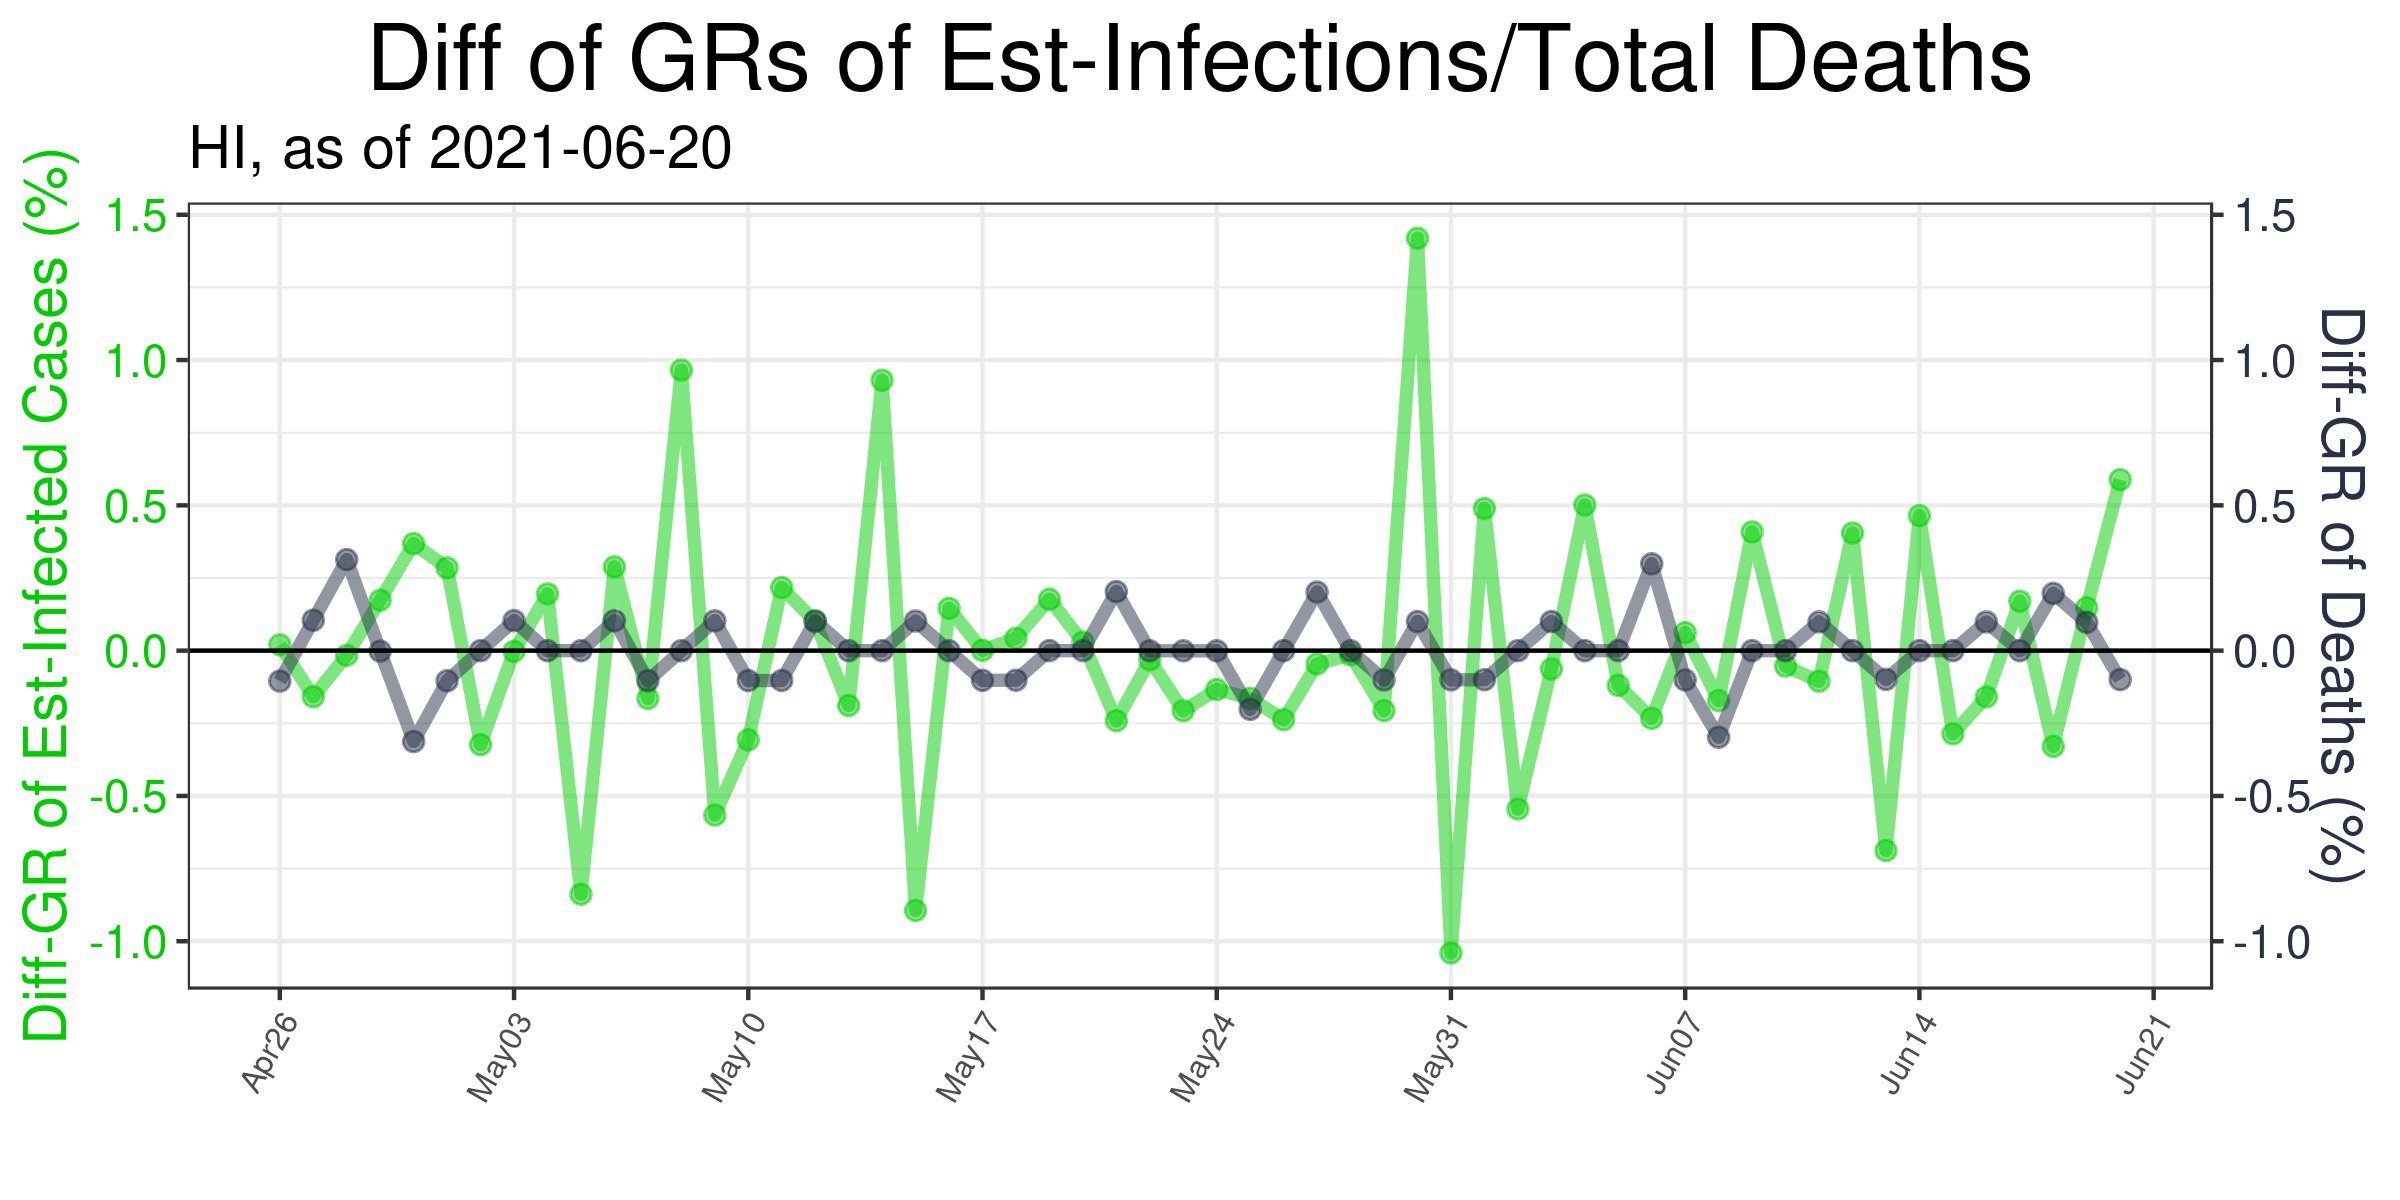 Diff of GRs of Est-Infections/Total Deaths
HI, as of 2021-06-20
Diff-GR of Est-Infected Cases (%)
1.5
1.0
0.5
0.0
-0.5
-1.0
1.5
1.0
0.5
0.0
-0.5
-1.0
Diff-GR of Deaths (%)
Apr26
May03
May10
May17
May24
May31
Jun07
Jun14
Jun21